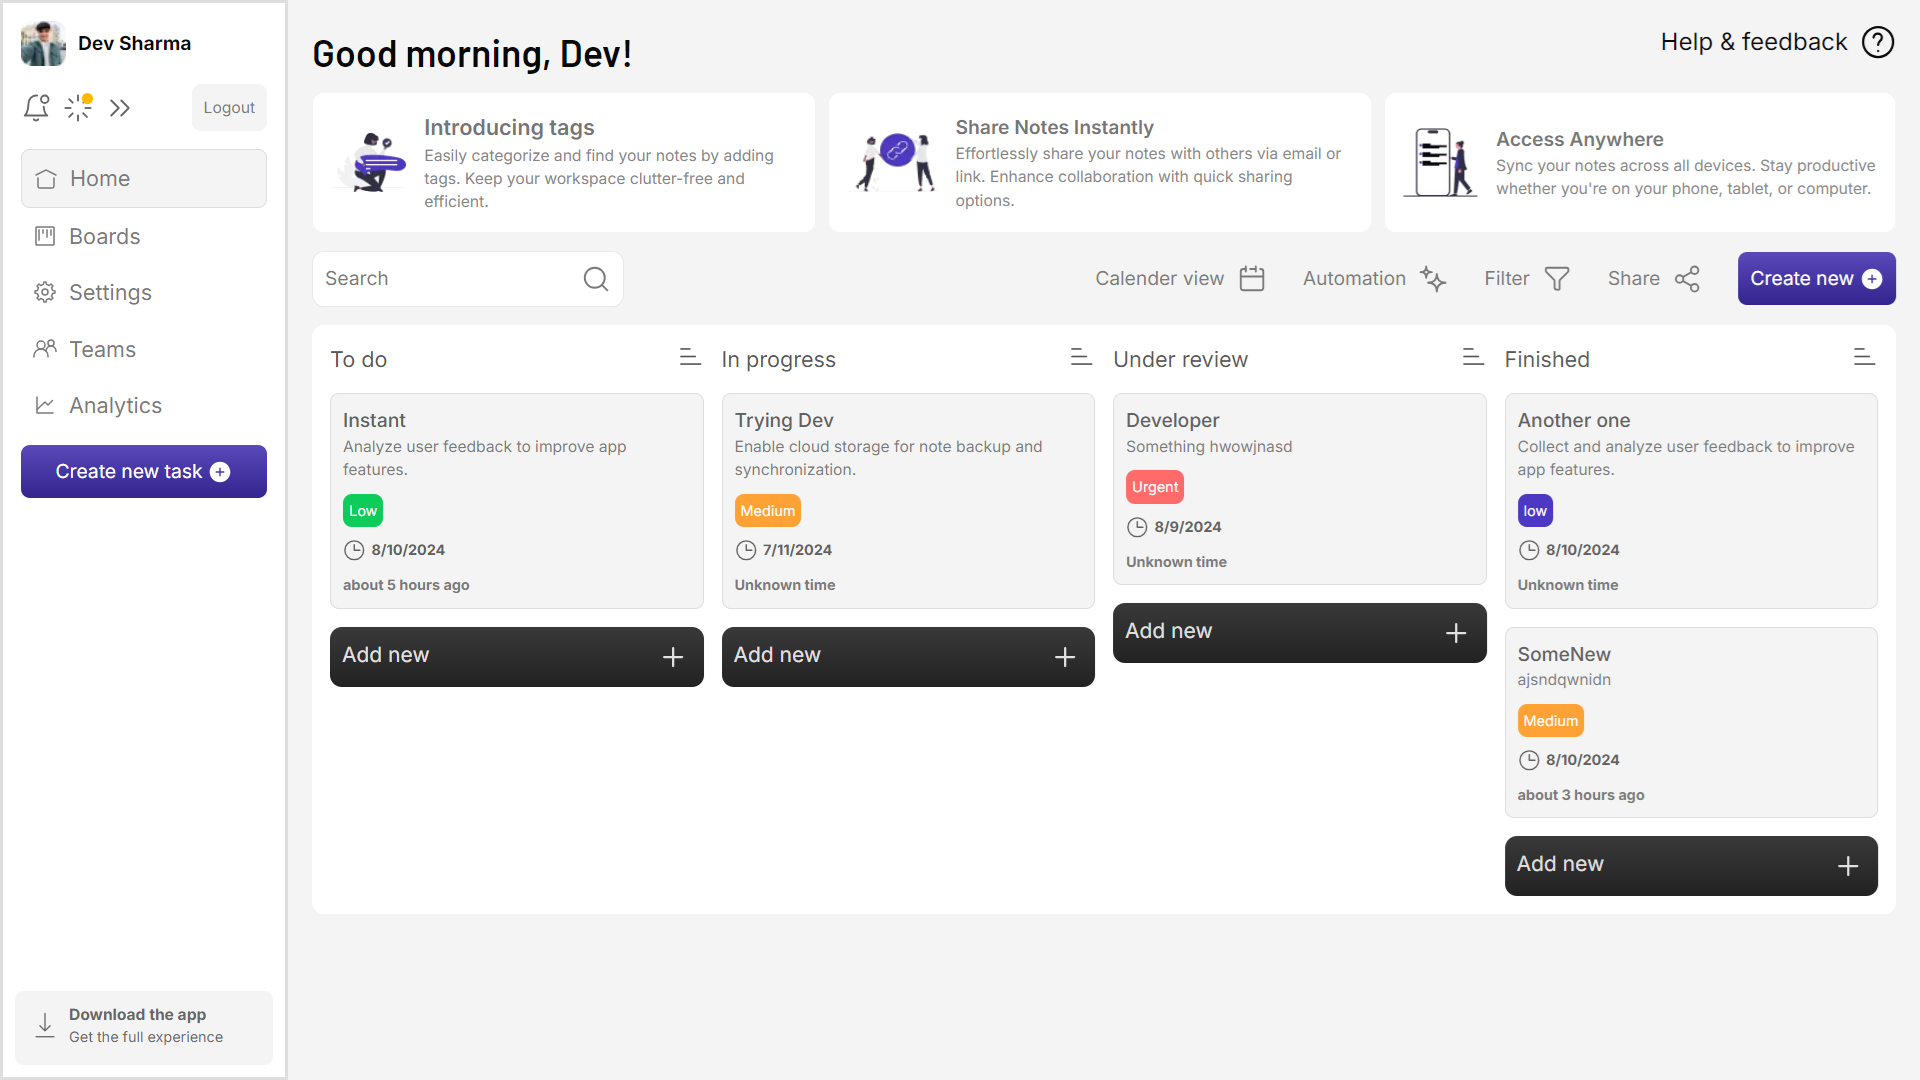 Dev Sharma
Logout
Home
Boards
Settings
Teams
Analytics
Create new task
Download the app
Get the full experience
Good morning, Dev!
Help & feedback
Introducing tags
Easily categorize and find your notes by adding
tags. Keep your workspace clutter-free and
efficient.
Share Notes Instantly
Effortlessly share your notes with others via email or
link. Enhance collaboration with quick sharing
options.
Access Anywhere
Sync your notes across all devices. Stay productive
whether you're on your phone, tablet, or computer.
Search
Calender view
Automation
Filter
Share
Create new
To do
Instant
Analyze user feedback to improve app
features.
Low
8/10/2024
about 5 hours ago
Add new
In progress
Trying Dev
Enable cloud storage for note backup and
synchronization.
Medium
7/11/2024
Unknown time
Add new
Under review
Developer
Something hwowjnasd
Urgent
8/9/2024
Unknown time
Add new
Finished
Another one
Collect and analyze user feedback to improve
app features.
low
8/10/2024
Unknown time
SomeNew
ajsndqwnidn
Medium
8/10/2024
about 3 hours ago
Add new